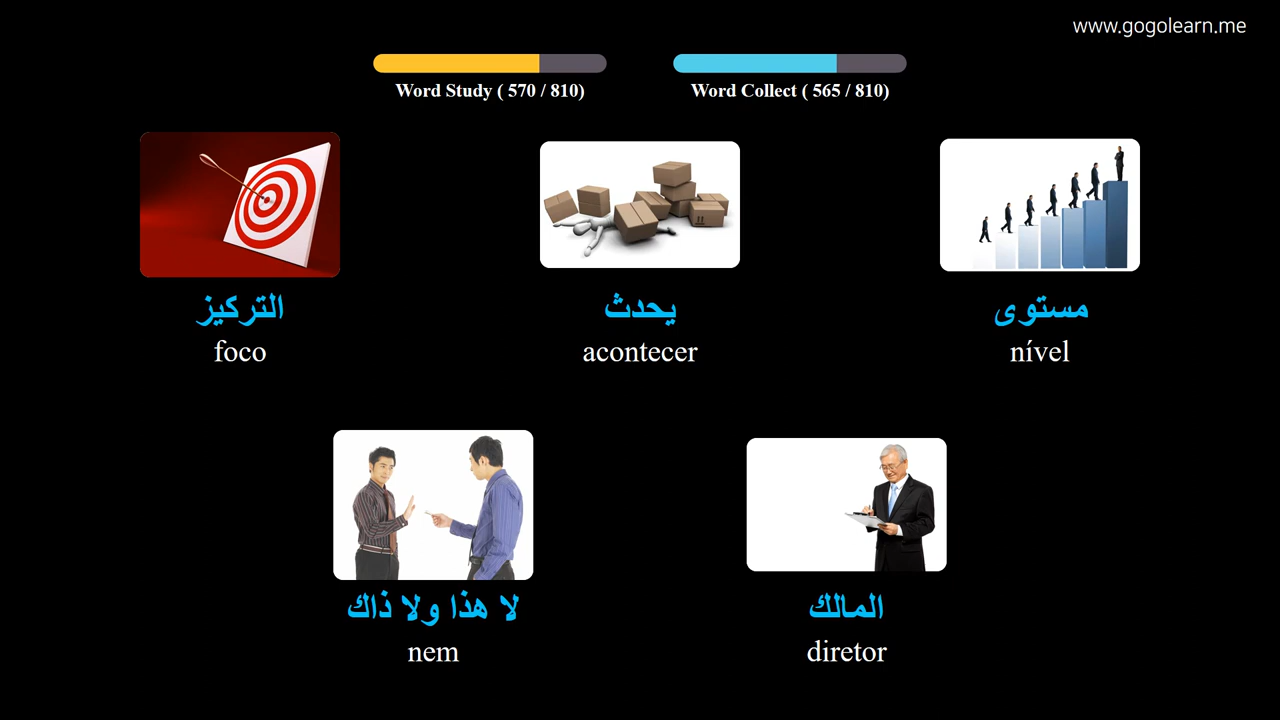 www.gogolearn.me
Word Study ( 570 / 810)
Word Collect ( 565 / 810)
التركيز
foco
يحدث
acontecer
مستوى
nível
لا هذا ولا ذاك
nem
المالك
diretor